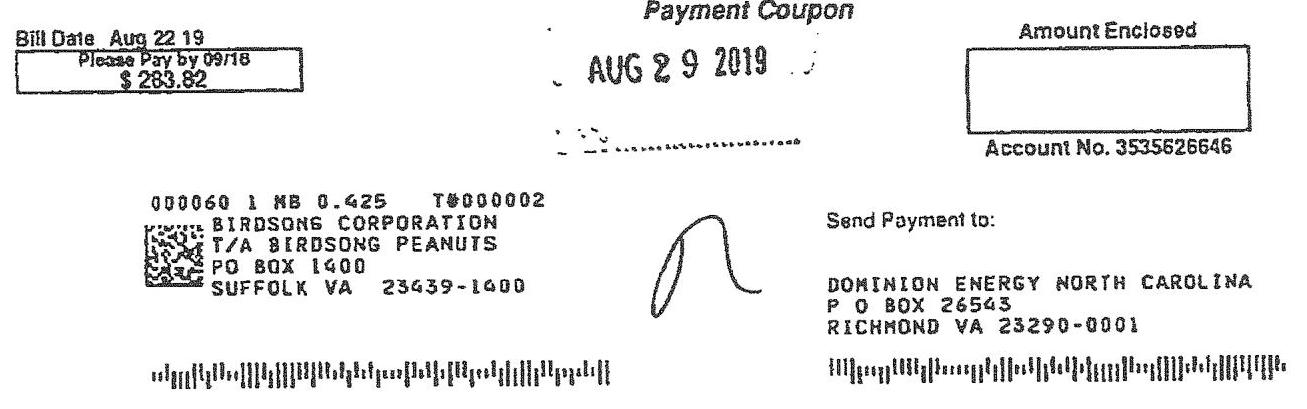 Payment Coupon
Bill Date Aug 22 19
Please Pay by 09/18
$ 283.82
AUG 29 2019
Amount Enclosed
Account No. 3535626646
000060 1 MB 0.425 T#000002
BIRDSONG CORPORATION
T/A BIRDSONG PEANUTS
PO BOX 1400
SUFFOLK VA 23439-1400
Send Payment to:
DOMINION ENERGY NORTH CAROLINA
P O BOX 26543
RICHMOND VA 23290-0001